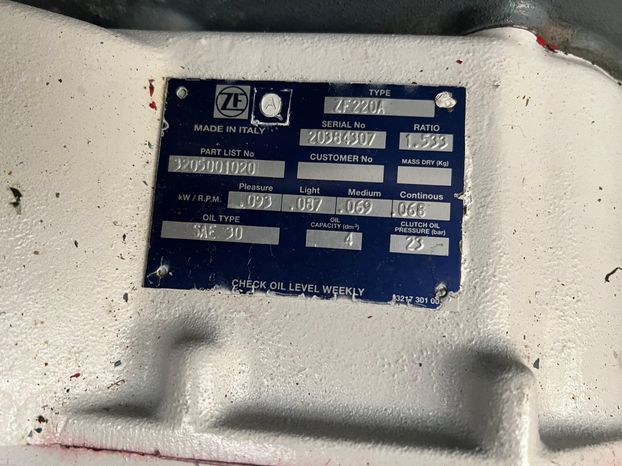 ZF
A
TYPE
ZF220A
MADE IN ITALY
SERIAL No
20384907
RATIO
1.533
PART LIST No
3205001020
CUSTOMER No
MASS DRY (Kg)
kW / R.P.M.
Pleasure Light Medium Continous
.093 .087 .069 .068
OIL TYPE
SAE 30
OIL
CAPACITY (dm³)
4
CLUTCH OIL
PRESSURE (bar)
23
CHECK OIL LEVEL WEEKLY